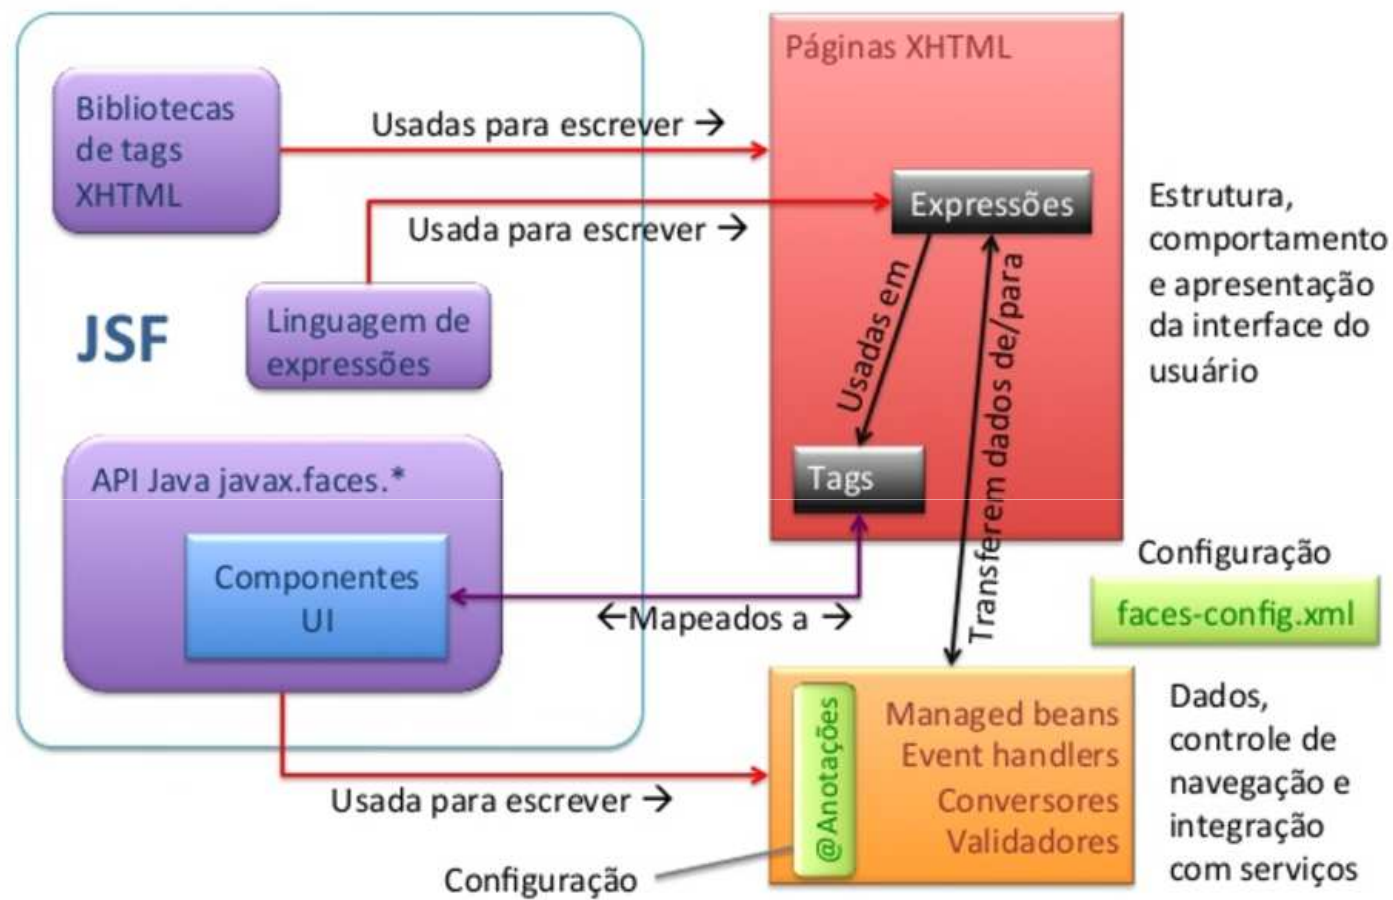 Páginas XHTML
Bibliotecas
de tags
XHTML
Usadas para escrever →
Expressões
Usada para escrever →
Estrutura,
comportamento
e apresentação
da interface do
usuário
JSF
Linguagem de
expressões
Usadas em
Transferem dados de/para
Tags
API Java javax.faces.*
Componentes
UI
←Mapeados a →
Configuração
faces-config.xml
@Anotações
Managed beans
Event handlers
Conversores
Validadores
Dados,
controle de
navegação e
integração
com serviços
Usada para escrever →
Configuração